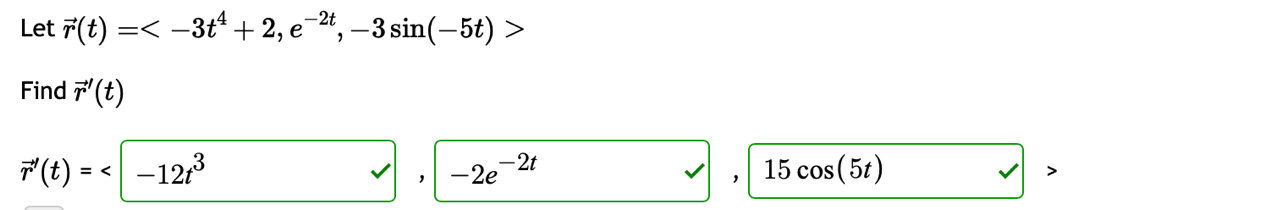 Let r⃗(t) =< −3t⁴ + 2, e⁻²ᵗ, −3 sin(−5t) >
Find r⃗′(t)
r⃗′(t) = < −12t³ ✓ , −2e⁻²ᵗ ✓ , 15 cos(5t) ✓ >